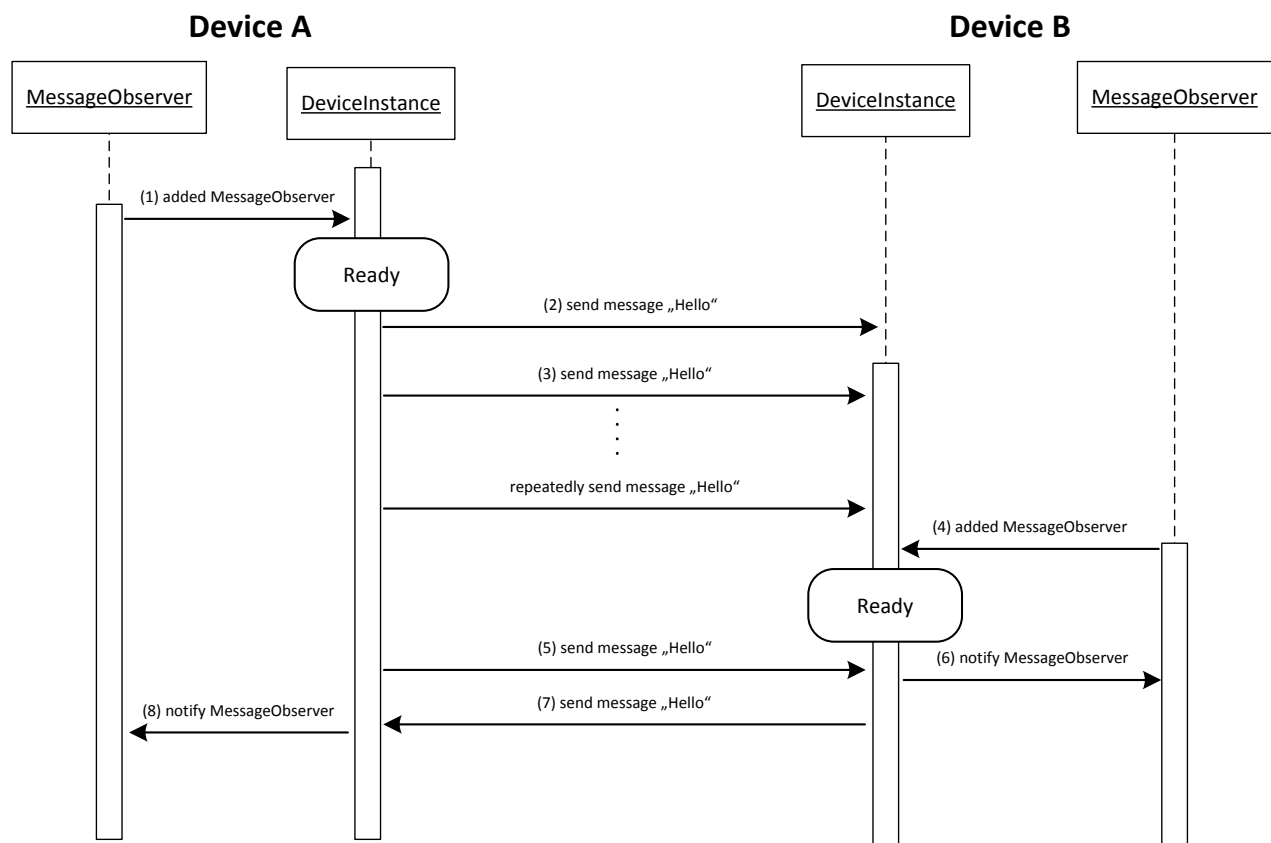 Device A
Device B
MessageObserver
DeviceInstance
DeviceInstance
MessageObserver
(1) added MessageObserver
Ready
(2) send message „Hello“
(3) send message „Hello“
repeatedly send message „Hello“
(4) added MessageObserver
Ready
(5) send message „Hello“
(6) notify MessageObserver
(7) send message „Hello“
(8) notify MessageObserver